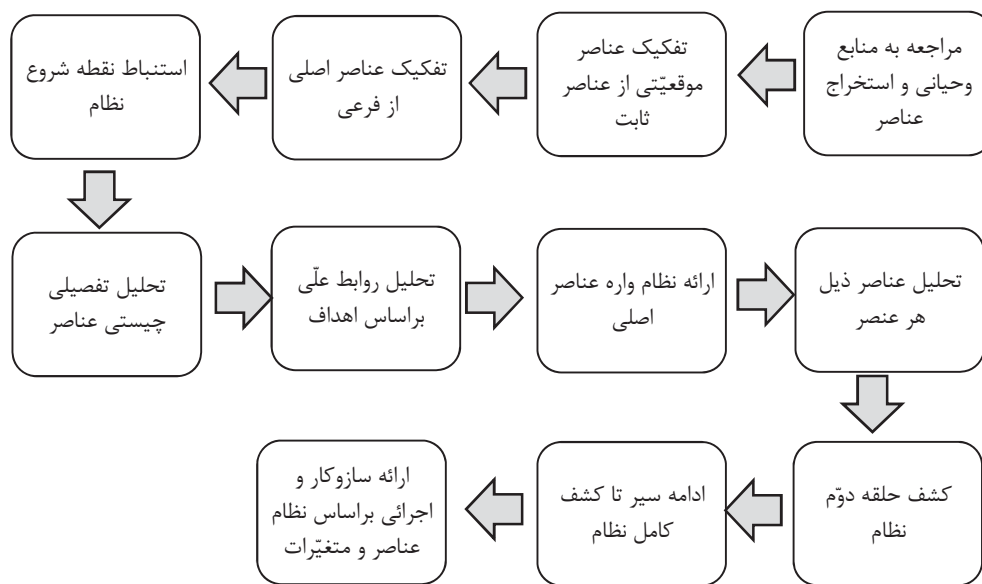 مراجعه به منابع
وحیانی و استخراج
عناصر
تفکیک عناصر
موقعیّتی از عناصر
ثابت
تفکیک عناصر اصلی
از فرعی
استنباط نقطه شروع
نظام
تحلیل تفصیلی
چیستی عناصر
تحلیل روابط علّی
براساس اهداف
ارائه نظام واره عناصر
اصلی
تحلیل عناصر ذیل
هر عنصر
کشف حلقه دوّم
نظام
ادامه سیر تا کشف
کامل نظام
ارائه سازوکار و
اجرائی براساس نظام
عناصر و متغیّرات